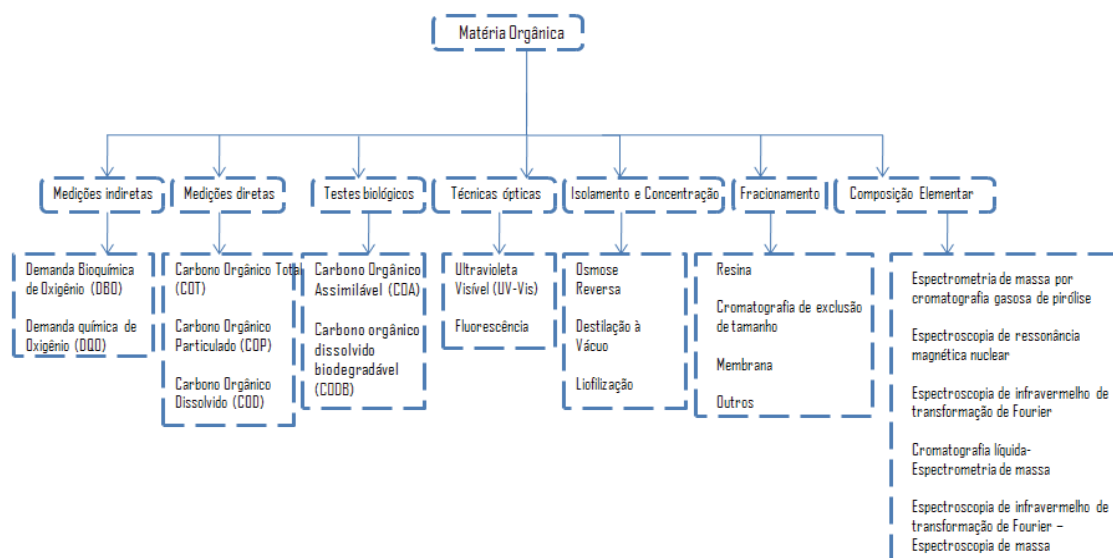 Matéria Orgânica
Medições indiretas
Medições diretas
Testes biológicos
Técnicas ópticas
Isolamento e Concentração
Fracionamento
Composição Elementar
Demanda Bioquímica
de Oxigênio (DBO)
Demanda química de
Oxigênio (DQO)
Carbono Orgânico Total
(COT)
Carbono Orgânico
Particulado (COP)
Carbono Orgânico
Dissolvido (COD)
Carbono Orgânico
Assimilável (COA)
Carbono orgânico
dissolvido
biodegradável
(CODB)
Ultravioleta
Visível (UV-Vis)
Fluorescência
Osmose
Reversa
Destilação à
Vácuo
Liofilização
Resina
Cromatografia de exclusão
de tamanho
Membrana
Outros
Espectrometria de massa por
cromatografia gasosa de pirólise
Espectroscopia de ressonância
magnética nuclear
Espectroscopia de infravermelho de
transformação de Fourier
Cromatografia líquida-
Espectrometria de massa
Espectroscopia de infravermelho de
transformação de Fourier –
Espectroscopia de massa